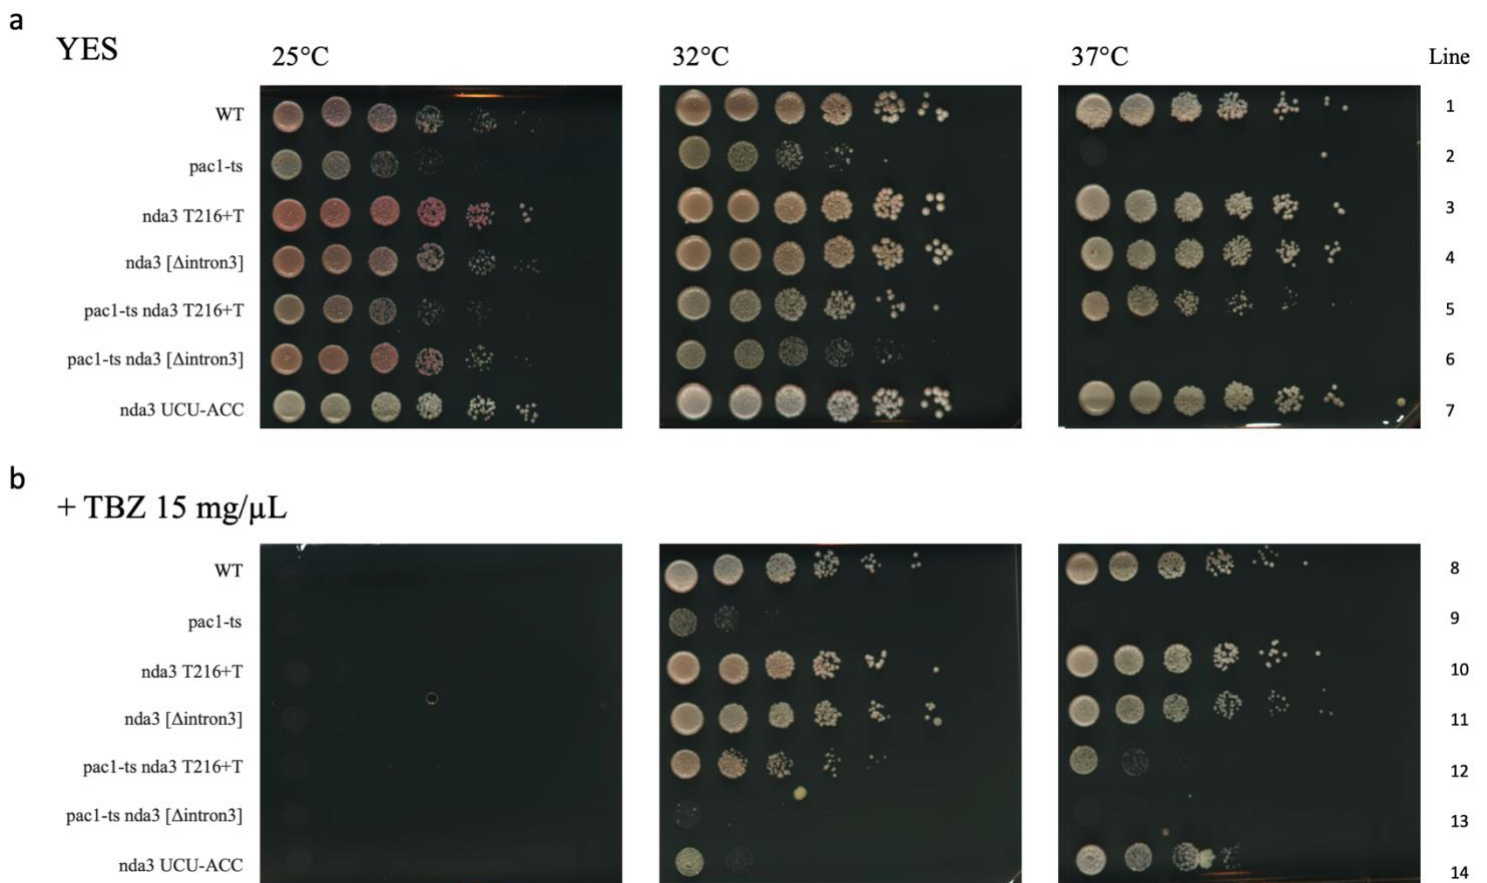 a
YES
25°C 32°C 37°C Line
WT 1
pac1-ts 2
nda3 T216+T 3
nda3 [Δintron3] 4
pac1-ts nda3 T216+T 5
pac1-ts nda3 [Δintron3] 6
nda3 UCU-ACC 7
b
+ TBZ 15 mg/μL
WT 8
pac1-ts 9
nda3 T216+T 10
nda3 [Δintron3] 11
pac1-ts nda3 T216+T 12
pac1-ts nda3 [Δintron3] 13
nda3 UCU-ACC 14